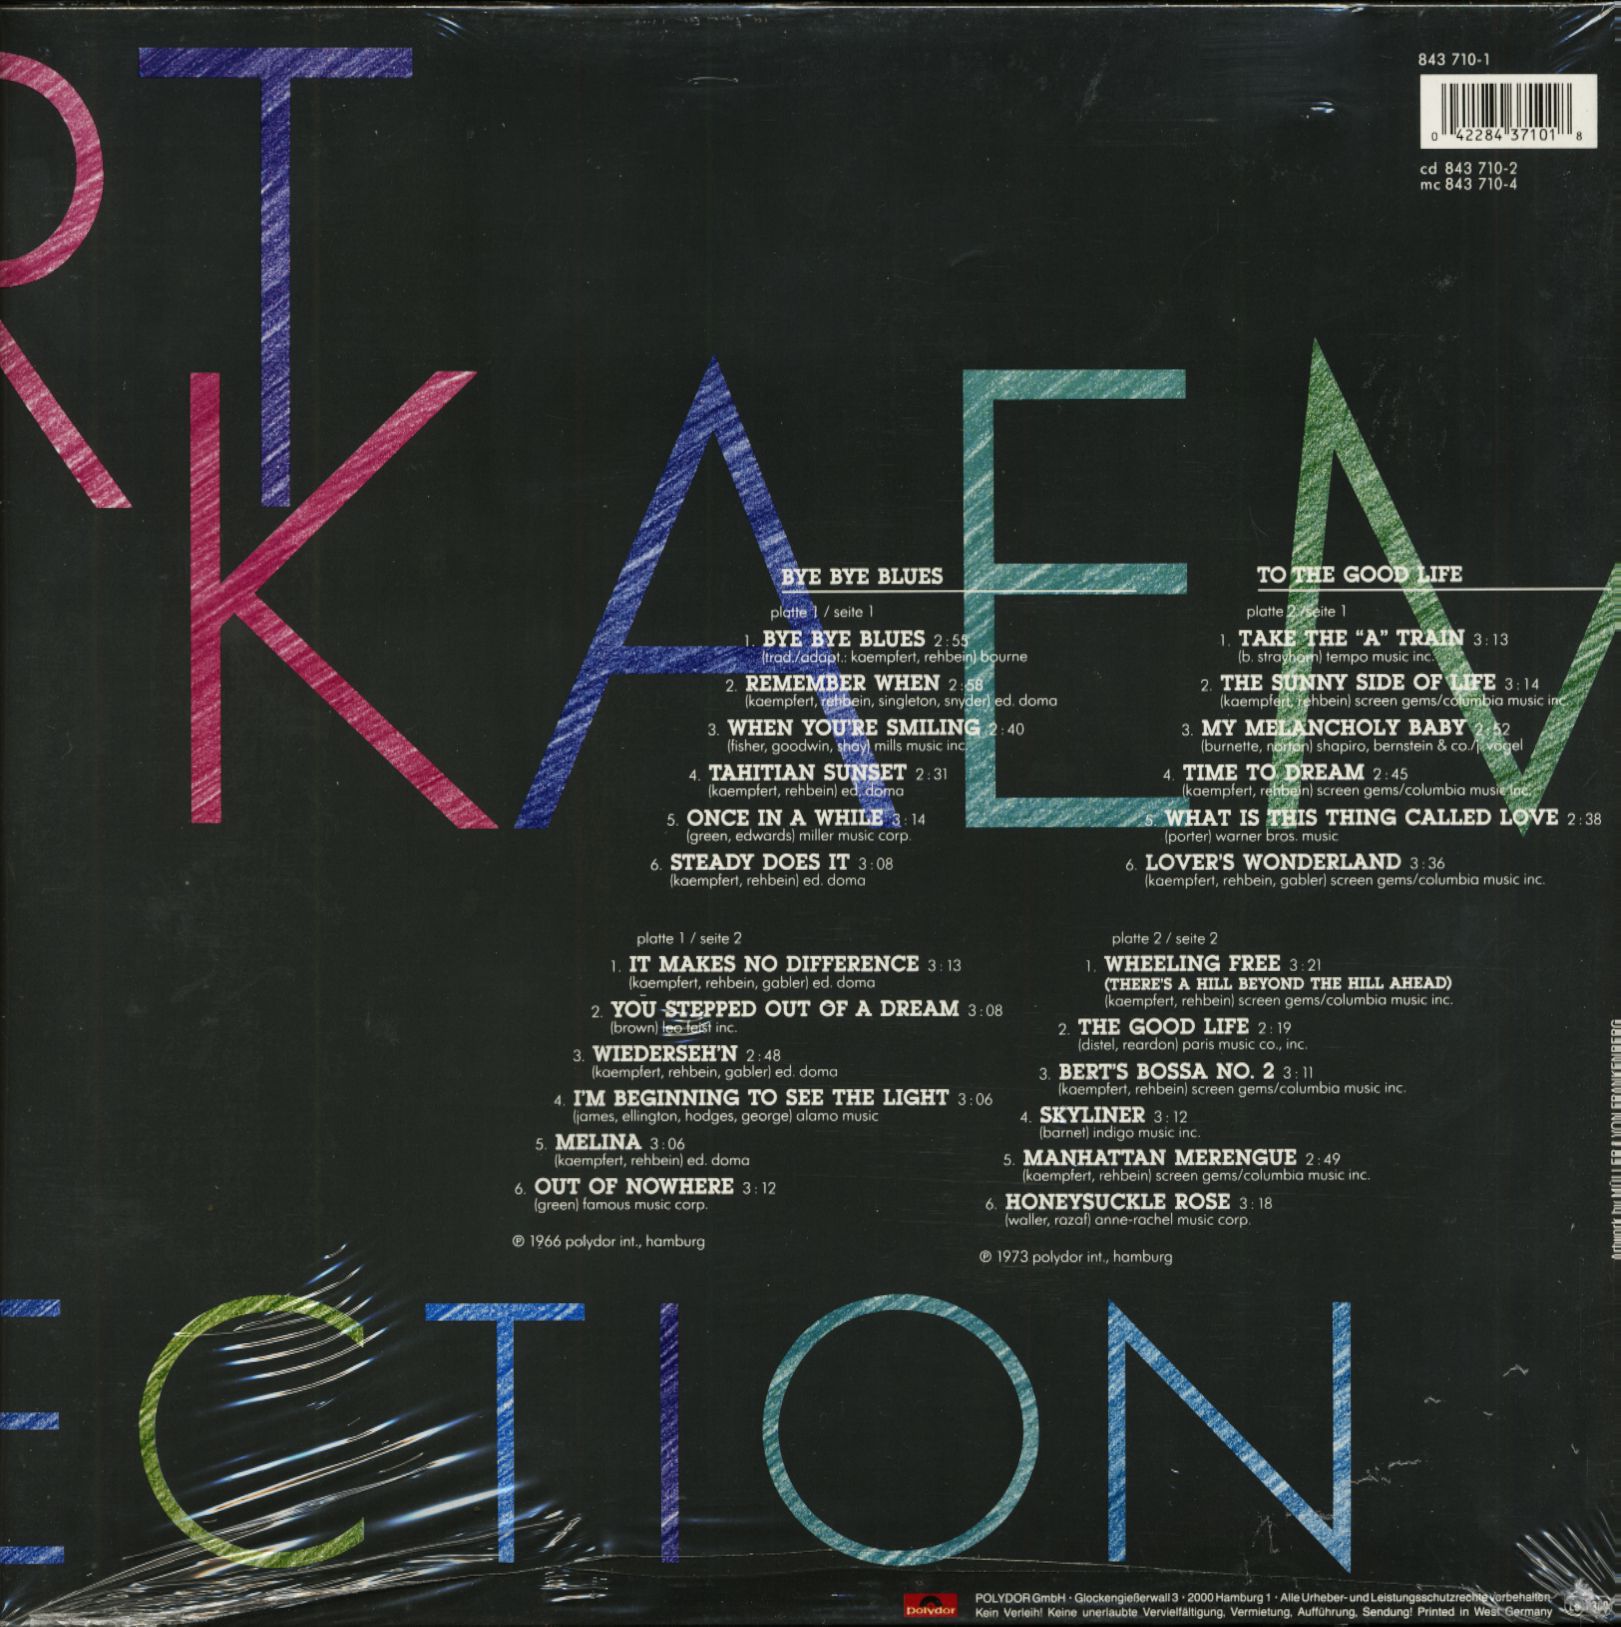 843 710-1
0 42284 37101 8
cd 843 710-2
mc 843 710-4
RT
KAEM
BYE BYE BLUES
platte 1 / seite 1
1. BYE BYE BLUES 2:55
(trad./adapt.: kaempfert, rehbein) bourne
2. REMEMBER WHEN 2:58
(kaempfert, rehbein, singleton, snyder) ed. doma
3. WHEN YOU'RE SMILING 2:40
(fisher, goodwin, shay) mills music inc.
4. TAHITIAN SUNSET 2:31
(kaempfert, rehbein) ed. doma
5. ONCE IN A WHILE 3:14
(green, edwards) miller music corp.
6. STEADY DOES IT 3:08
(kaempfert, rehbein) ed. doma
platte 1 / seite 2
1. IT MAKES NO DIFFERENCE 3:13
(kaempfert, rehbein, gabler) ed. doma
2. YOU STEPPED OUT OF A DREAM 3:08
(brown) leo feist inc.
3. WIEDERSEH'N 2:48
(kaempfert, rehbein, gabler) ed. doma
4. I'M BEGINNING TO SEE THE LIGHT 3:06
(james, ellington, hodges, george) alamo music
5. MELINA 3:06
(kaempfert, rehbein) ed. doma
6. OUT OF NOWHERE 3:12
(green) famous music corp.
℗ 1966 polydor int., hamburg
TO THE GOOD LIFE
platte 2 / seite 1
1. TAKE THE "A" TRAIN 3:13
(b. strayhorn) tempo music inc.
2. THE SUNNY SIDE OF LIFE 3:14
(kaempfert, rehbein) screen gems/columbia music inc.
3. MY MELANCHOLY BABY 2:52
(burnette, norton) shapiro, bernstein & co./j. vogel
4. TIME TO DREAM 2:45
(kaempfert, rehbein) screen gems/columbia music inc.
5. WHAT IS THIS THING CALLED LOVE 2:38
(porter) warner bros. music
6. LOVER'S WONDERLAND 3:36
(kaempfert, rehbein, gabler) screen gems/columbia music inc.
platte 2 / seite 2
1. WHEELING FREE 3:21
(THERE'S A HILL BEYOND THE HILL AHEAD)
(kaempfert, rehbein) screen gems/columbia music inc.
2. THE GOOD LIFE 2:19
(distel, reardon) paris music co., inc.
3. BERT'S BOSSA NO. 2 3:11
(kaempfert, rehbein) screen gems/columbia music inc.
4. SKYLINER 3:12
(barnet) indigo music inc.
5. MANHATTAN MERENGUE 2:49
(kaempfert, rehbein) screen gems/columbia music inc.
6. HONEYSUCKLE ROSE 3:18
(waller, razaf) anne-rachel music corp.
℗ 1973 polydor int., hamburg
Artwork by MÜLLER I VON FRANKENBERG
ECTION
polydor
POLYDOR GmbH · Glockengießerwall 3 · 2000 Hamburg 1 · Alle Urheber- und Leistungsschutzrechte vorbehalten
Kein Verleih! Keine unerlaubte Vervielfältigung, Vermietung, Aufführung, Sendung! Printed in West Germany